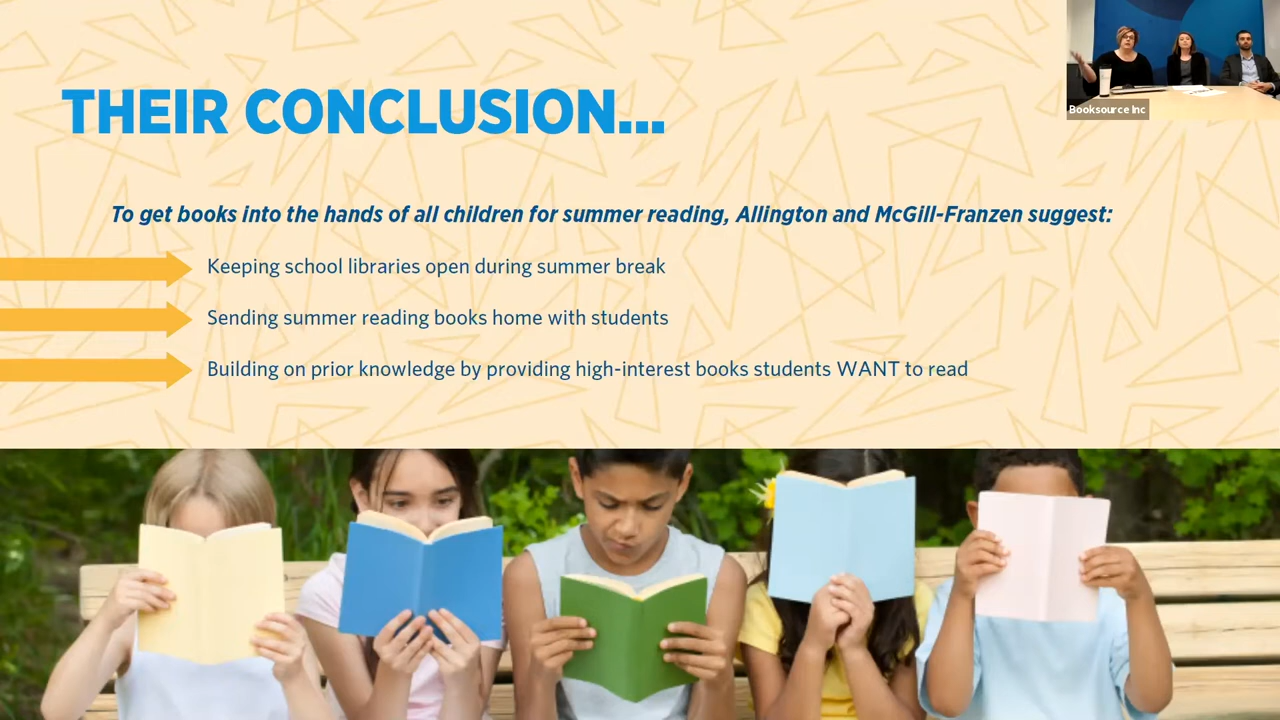 THEIR CONCLUSION...
Booksource Inc
To get books into the hands of all children for summer reading, Allington and McGill-Franzen suggest:
Keeping school libraries open during summer break
Sending summer reading books home with students
Building on prior knowledge by providing high-interest books students WANT to read